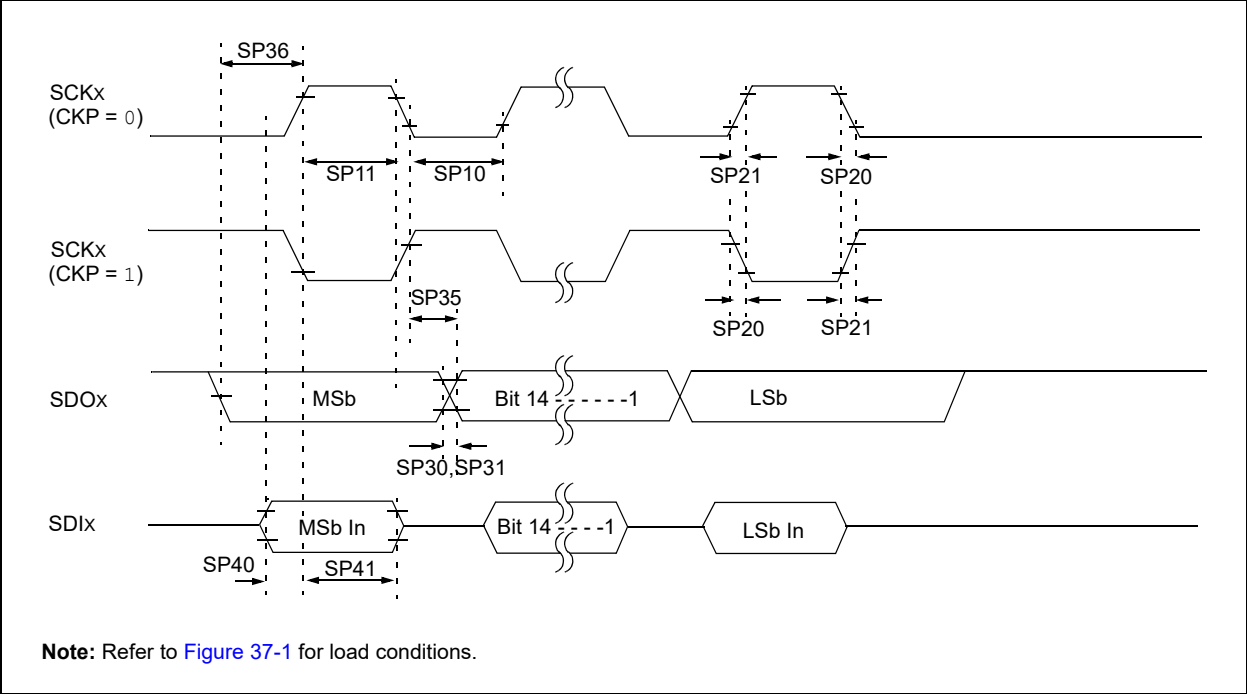 SP36
SCKx
(CKP = 0)
SP11
SP10
SP21
SP20
SCKx
(CKP = 1)
SP35
SP20
SP21
SDOx
MSb
Bit 14 - - - - - -1
LSb
SP30,SP31
SDIx
MSb In
Bit 14 - - - -1
LSb In
SP40
SP41
Note: Refer to Figure 37-1 for load conditions.